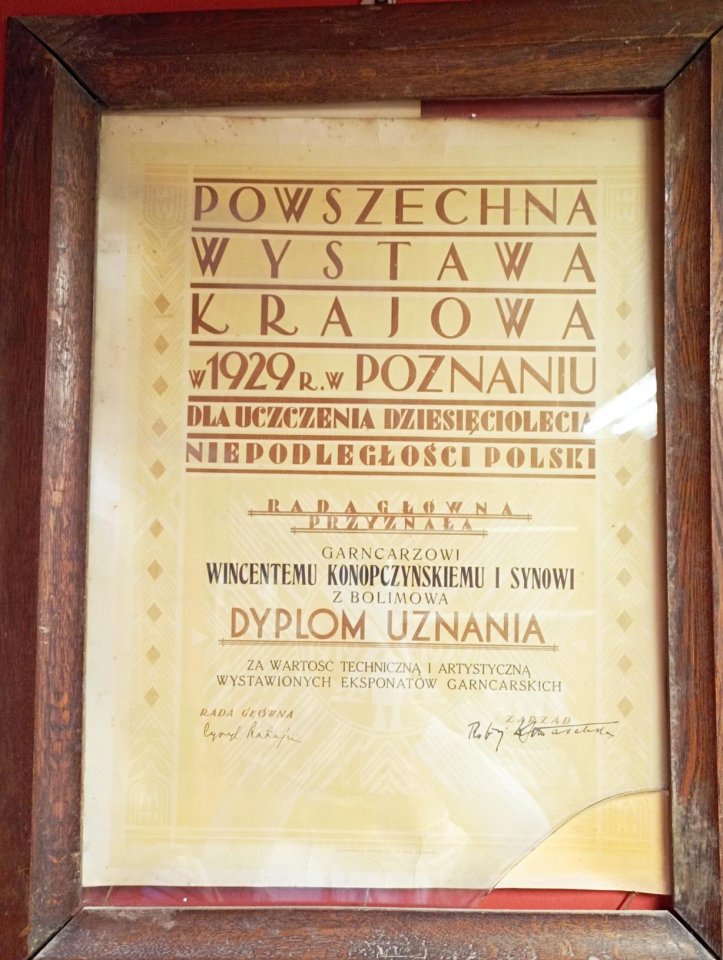 POWSZECHNA
WYSTAWA
KRAJOWA
W 1929 R. W POZNANIU
DLA UCZCZENIA DZIESIĘCIOLECIA
NIEPODLEGŁOŚCI POLSKI
RADA GŁÓWNA
PRZYZNAŁA
GARNCARZOWI
WINCENTEMU KONOPCZYŃSKIEMU I SYNOWI
Z BOLIMOWA
DYPLOM UZNANIA
ZA WARTOŚĆ TECHNICZNĄ I ARTYSTYCZNĄ
WYSTAWIONYCH EKSPONATÓW GARNCARSKICH
RADA GŁÓWNA
ZARZĄD